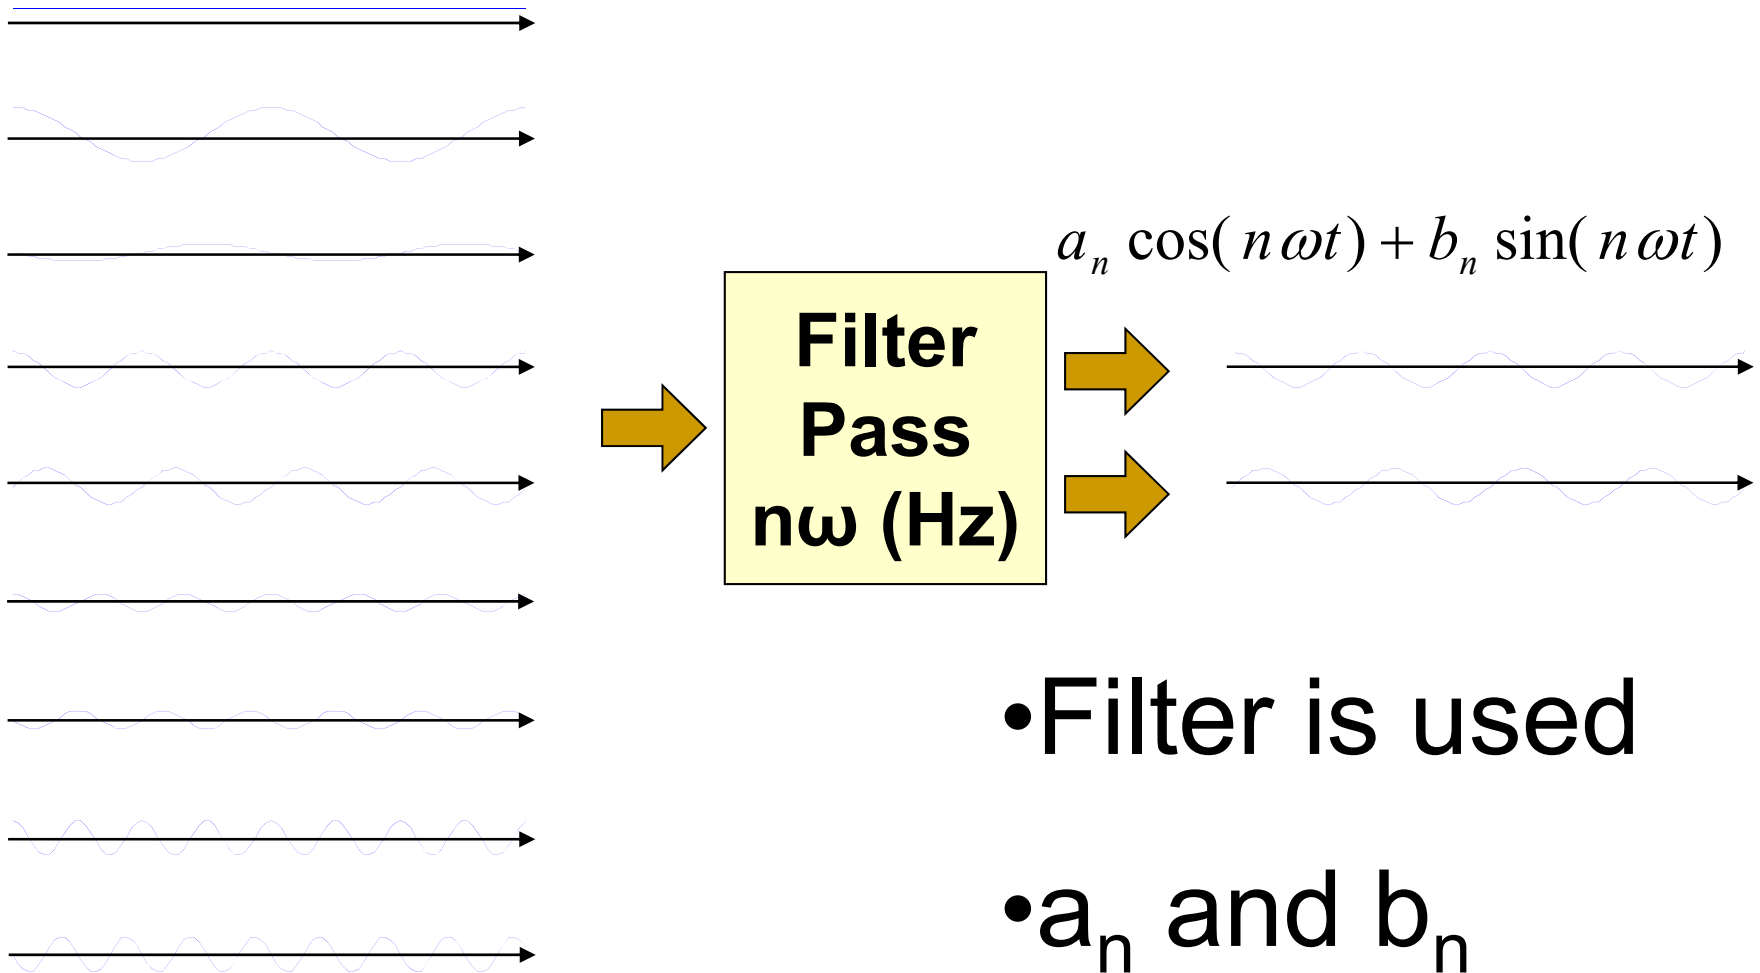 a_n cos( nωt) + b_n sin( nωt)
Filter
Pass
nω (Hz)
•Filter is used
•a_n and b_n